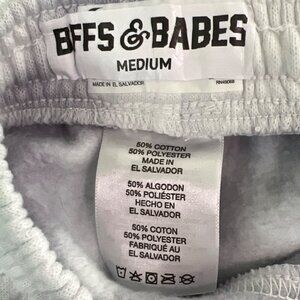 BFFS & BABES
MEDIUM
MADE IN EL SALVADOR
50% COTTON
50% POLYESTER
MADE IN
EL SALVADOR
50% ALGODON
50% POLIÉSTER
HECHO EN
EL SALVADOR
50% COTON
50% POLYESTER
FABRIQUÉ AU
EL SALVADOR